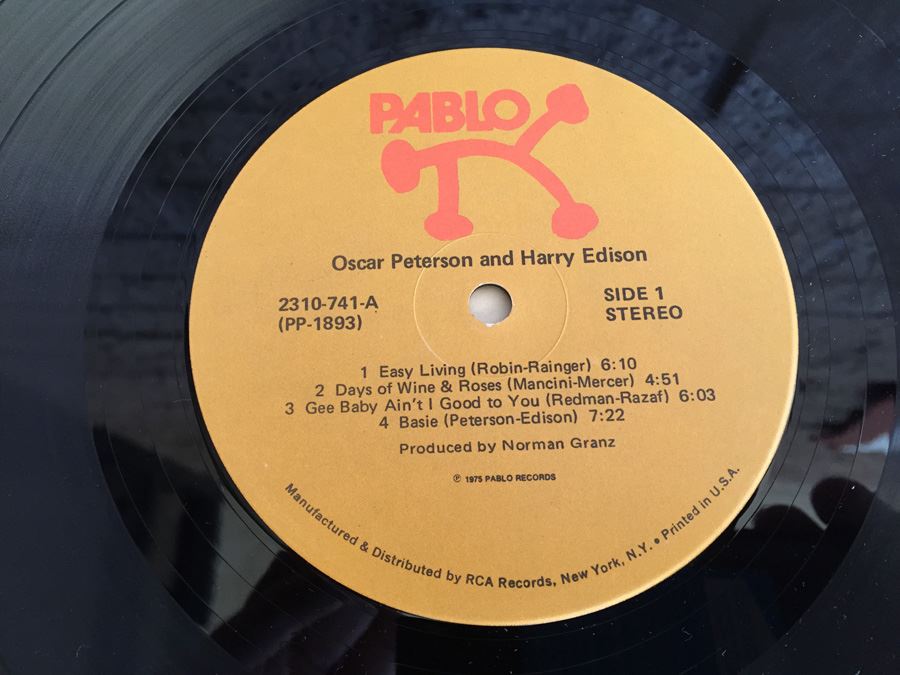 PABLO
Oscar Peterson and Harry Edison
2310-741-A
(PP-1893)
SIDE 1
STEREO
1 Easy Living (Robin-Rainger) 6:10
2 Days of Wine & Roses (Mancini-Mercer) 4:51
3 Gee Baby Ain't I Good to You (Redman-Razaf) 6:03
4 Basie (Peterson-Edison) 7:22
Produced by Norman Granz
℗ 1975 PABLO RECORDS
Manufactured & Distributed by RCA Records, New York, N.Y. • Printed in U.S.A.